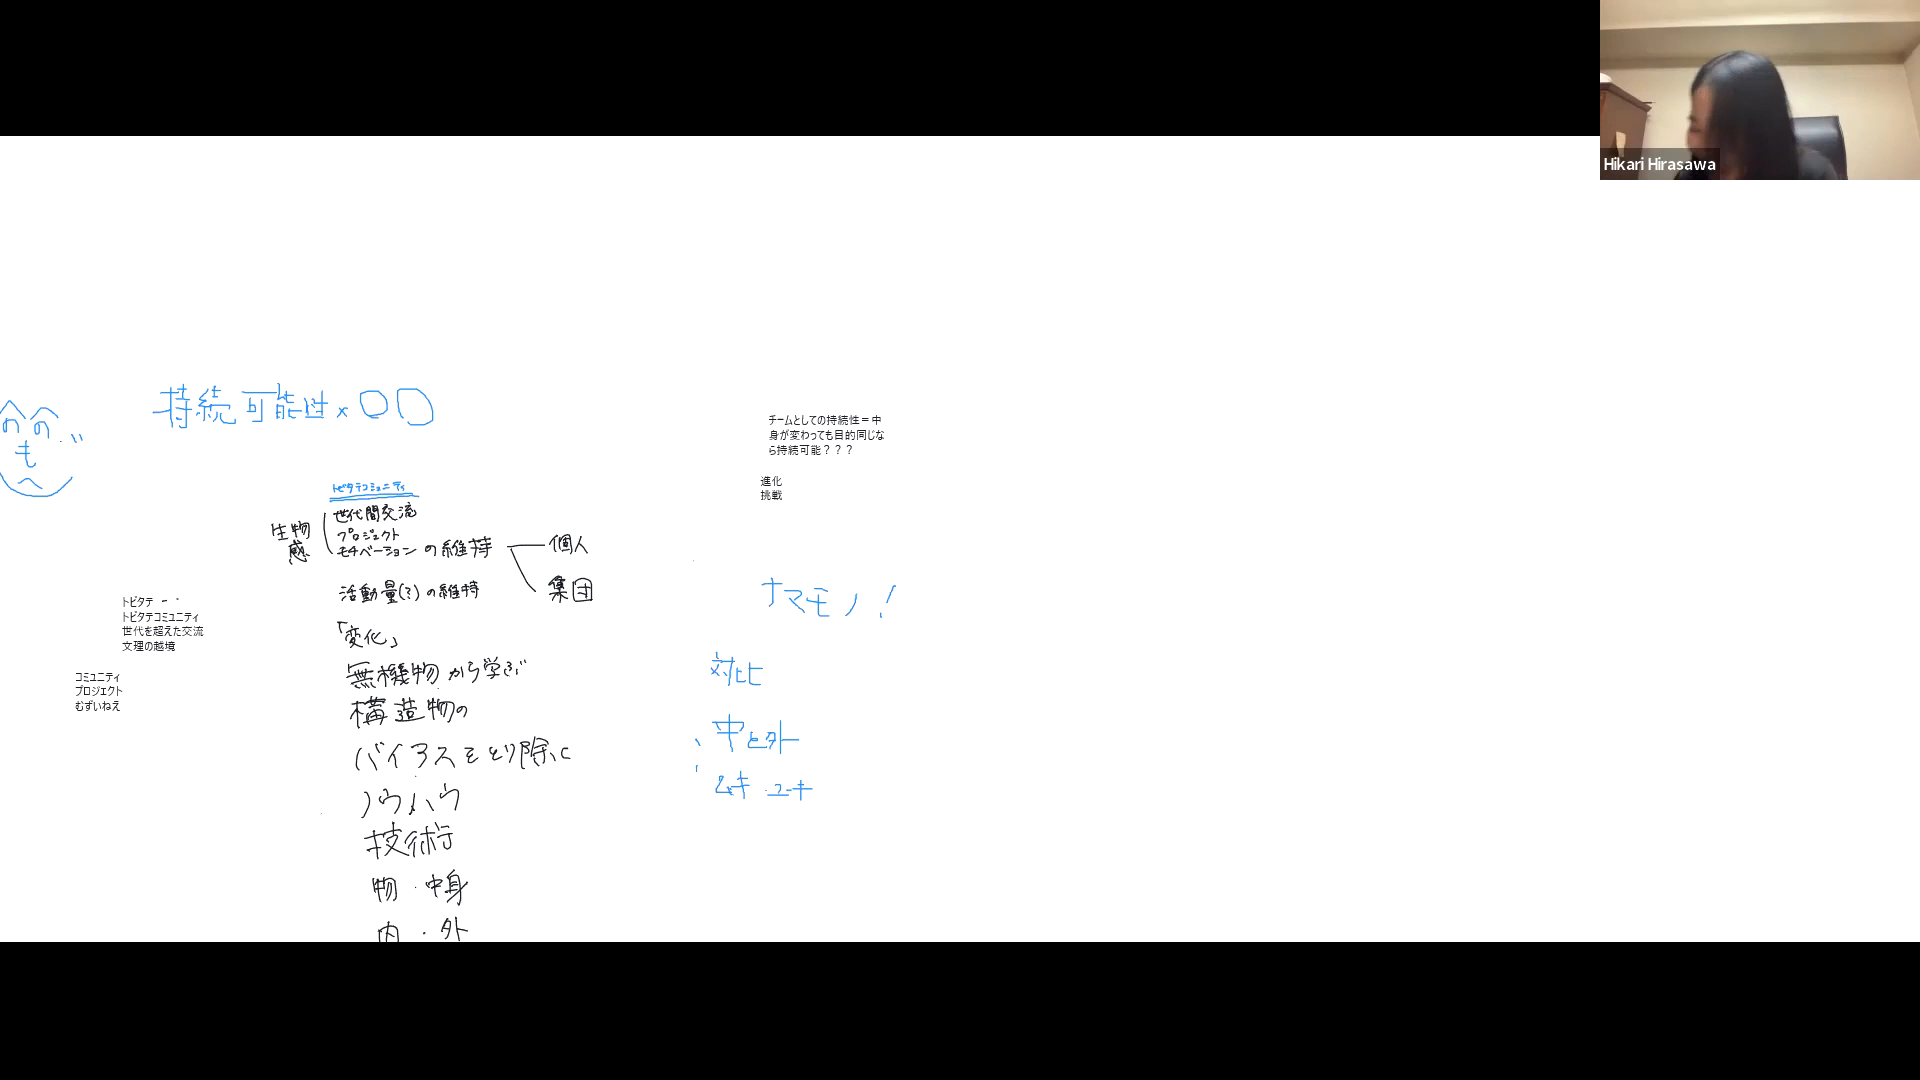 Hikari Hirasawa
持続可能性×〇〇
へへ
のの
も
へ
じ
チームとしての持続性＝中
身が変わっても目的同じな
ら持続可能？？？
進化
挑戦
トビタテコミュニティ
生物感
世代間交流
プロジェクト
モチベーションの維持
個人
集団
活動量(?)の維持
「変化」
無機物から学ぶ
構造物の
バイアスをとり除く
ノウハウ
技術
物・中身
内・外
トビタテ
トビタテコミュニティ
世代を超えた交流
文理の越境
コミュニティ
プロジェクト
むずいねえ
ナマモノ！
対比
中と外
ムキ ユーキ